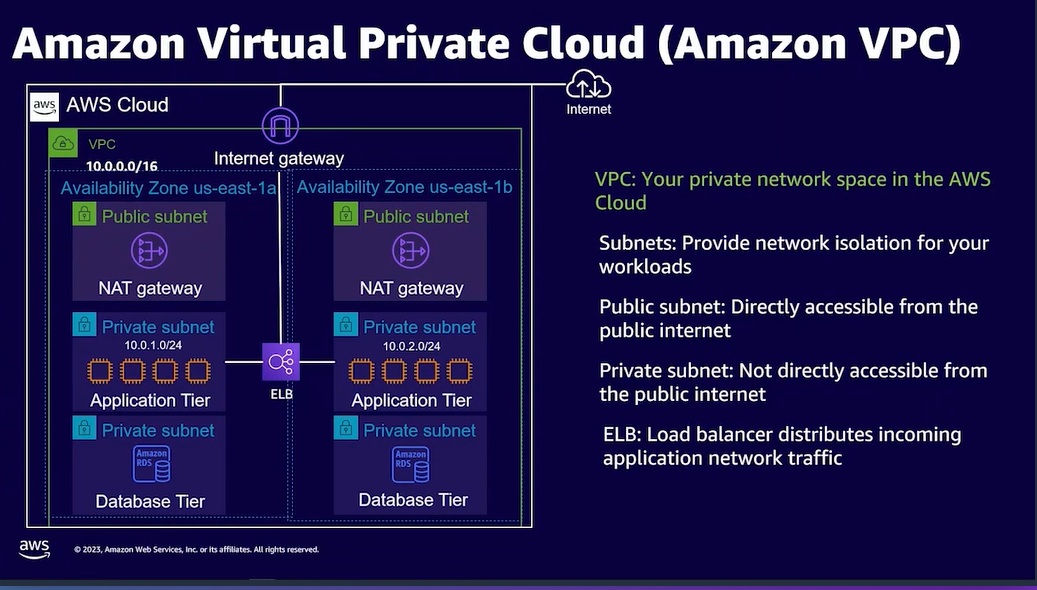 Amazon Virtual Private Cloud (Amazon VPC)
aws
AWS Cloud
Internet
VPC
10.0.0.0/16
Internet gateway
Availability Zone us-east-1a
Availability Zone us-east-1b
Public subnet
NAT gateway
Public subnet
NAT gateway
Private subnet
10.0.1.0/24
Application Tier
ELB
Private subnet
10.0.2.0/24
Application Tier
Private subnet
Amazon
RDS
Database Tier
Private subnet
Amazon
RDS
Database Tier
VPC: Your private network space in the AWS
Cloud
Subnets: Provide network isolation for your
workloads
Public subnet: Directly accessible from the
public internet
Private subnet: Not directly accessible from
the public internet
ELB: Load balancer distributes incoming
application network traffic
aws
© 2023, Amazon Web Services, Inc. or its affiliates. All rights reserved.